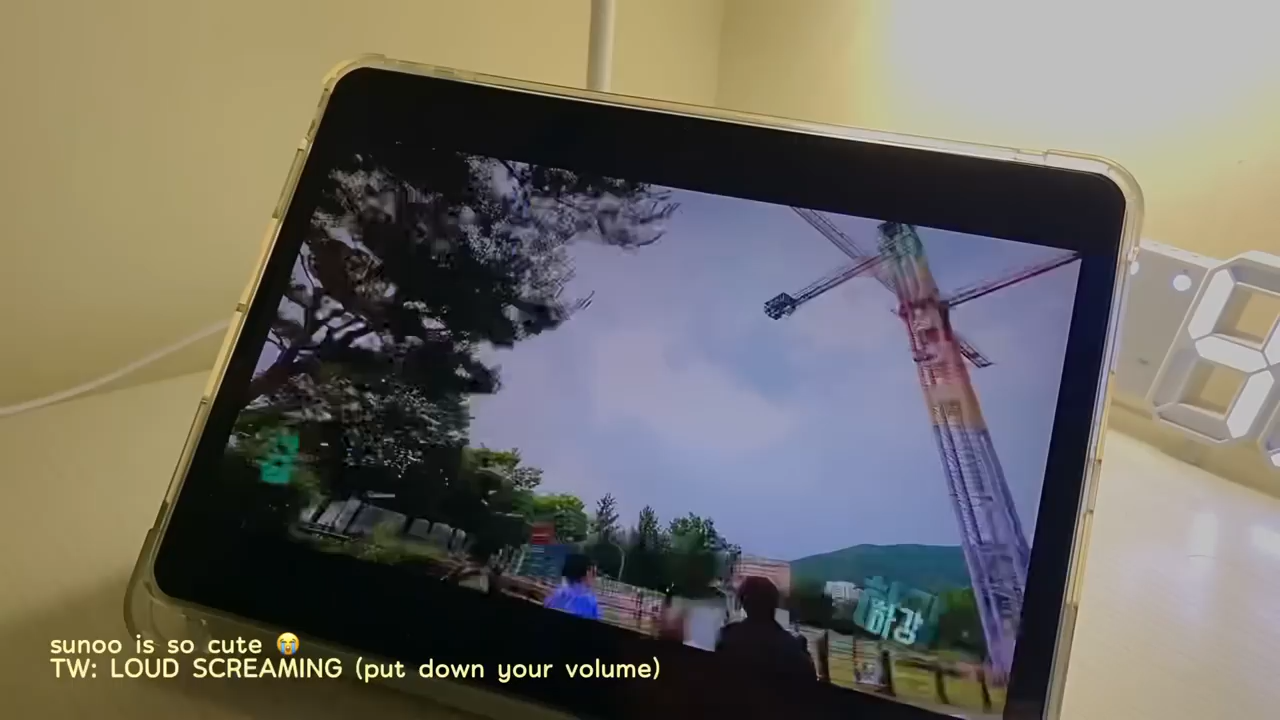 sunoo is so cute 😭
TW: LOUD SCREAMING (put down your volume)
하강